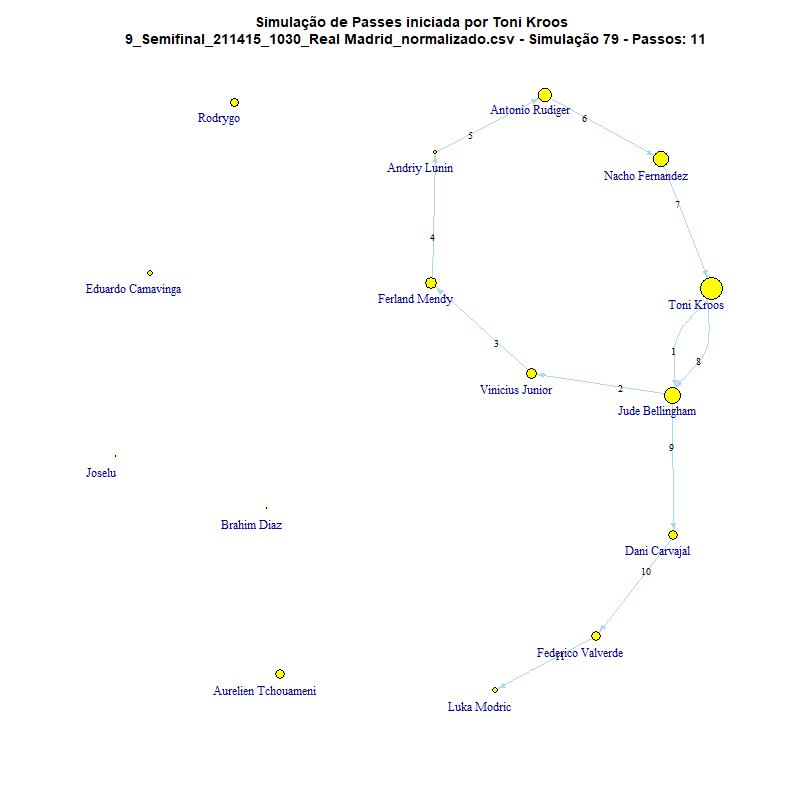 Simulação de Passes iniciada por Toni Kroos
9_Semifinal_211415_1030_Real Madrid_normalizado.csv - Simulação 79 - Passos: 11
Rodrygo
Antonio Rudiger
6
5
Andriy Lunin
Nacho Fernandez
7
4
Eduardo Camavinga
Ferland Mendy
Toni Kroos
3
1
8
Vinicius Junior
2
Jude Bellingham
9
Joselu
Brahim Diaz
Dani Carvajal
10
Federico Valverde
11
Aurelien Tchouameni
Luka Modric